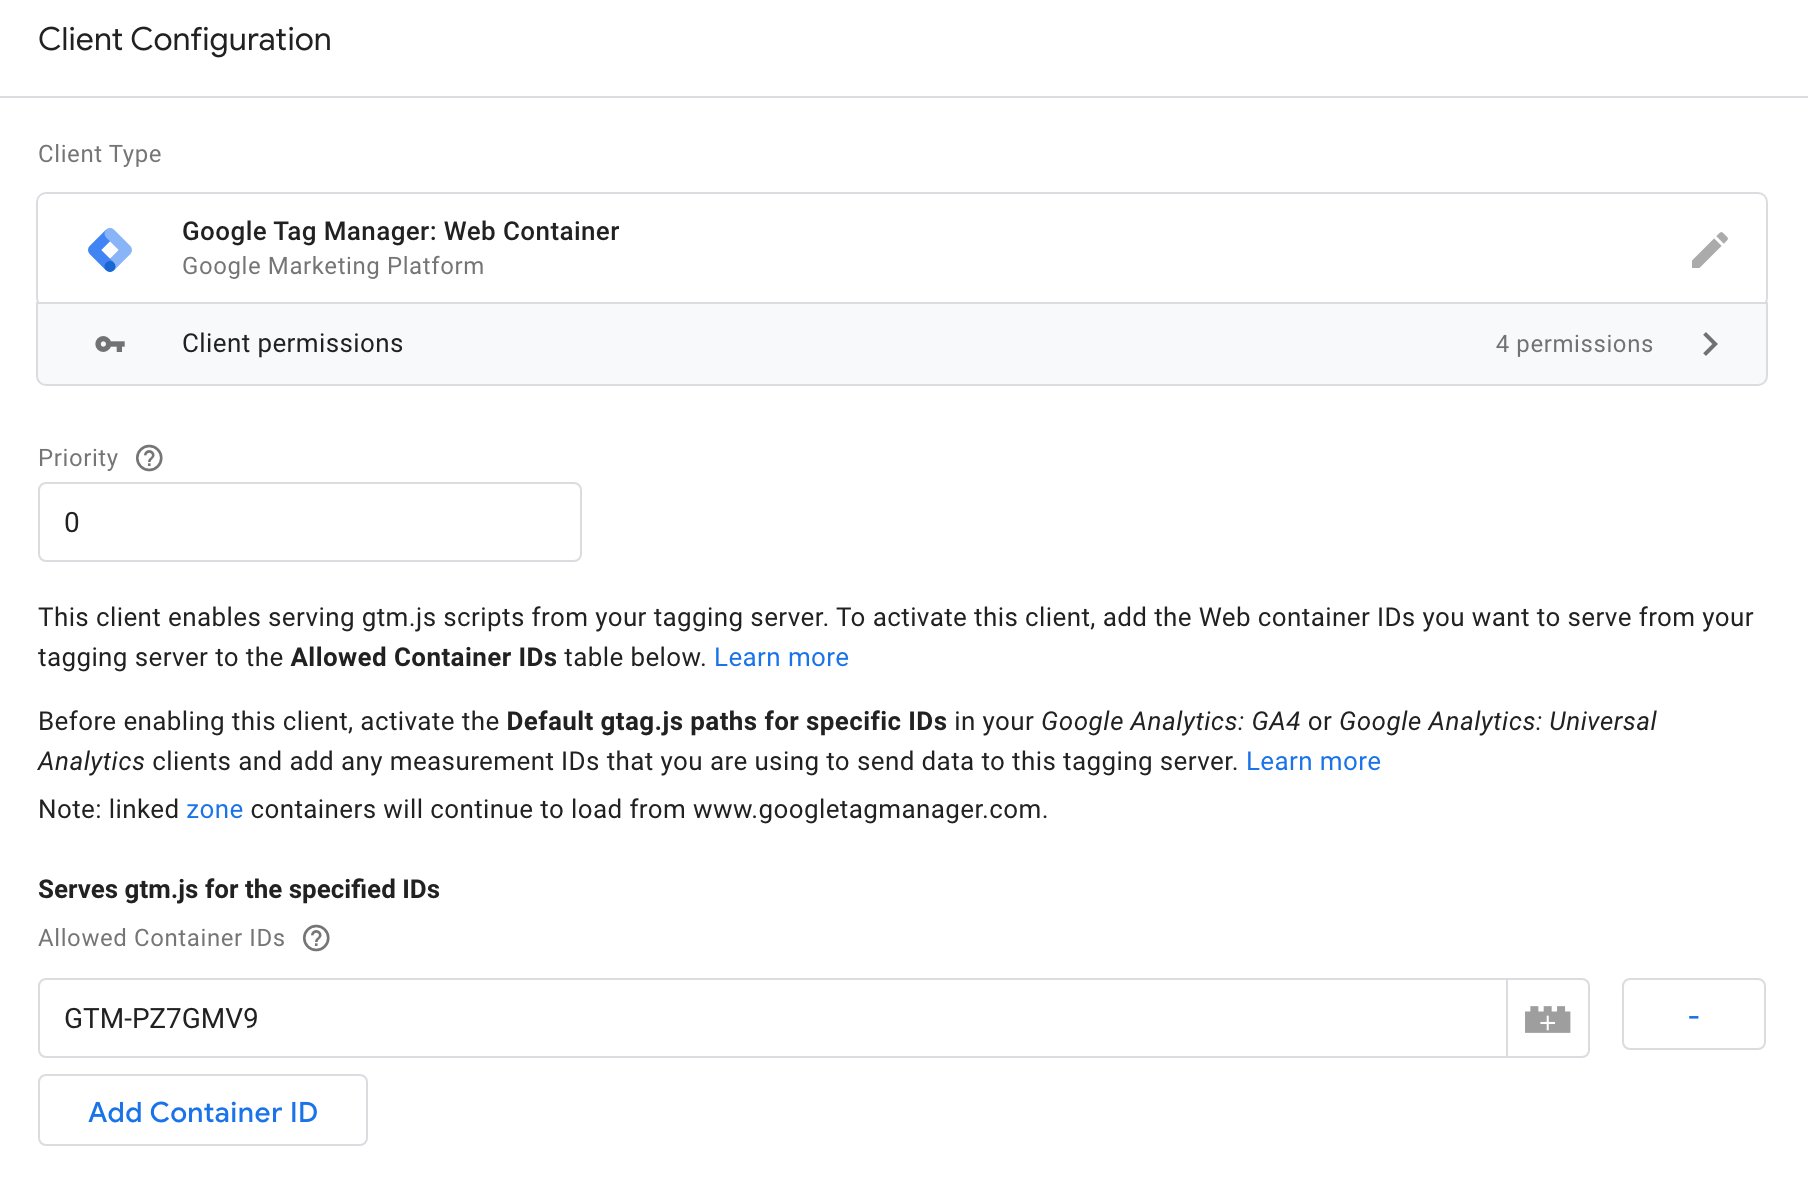 Client Configuration
Client Type
Google Tag Manager: Web Container
Google Marketing Platform
Client permissions
4 permissions
Priority
0
This client enables serving gtm.js scripts from your tagging server. To activate this client, add the Web container IDs you want to serve from your
tagging server to the Allowed Container IDs table below. Learn more
Before enabling this client, activate the Default gtag.js paths for specific IDs in your Google Analytics: GA4 or Google Analytics: Universal
Analytics clients and add any measurement IDs that you are using to send data to this tagging server. Learn more
Note: linked zone containers will continue to load from www.googletagmanager.com.
Serves gtm.js for the specified IDs
Allowed Container IDs
GTM-PZ7GMV9
-
Add Container ID